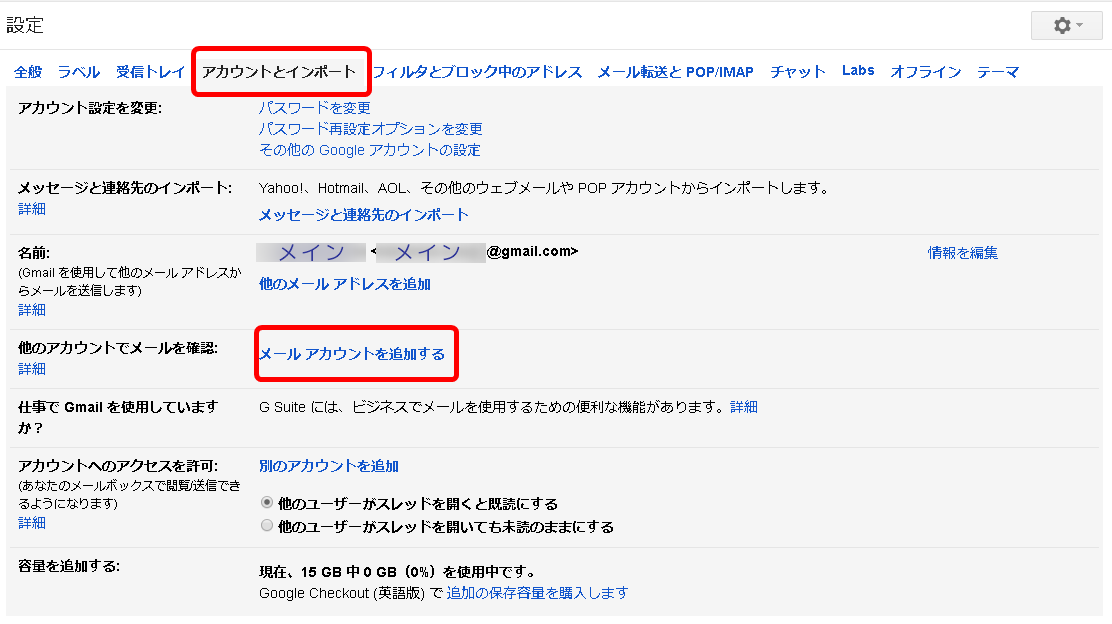 設定
全般 ラベル 受信トレイ アカウントとインポート フィルタとブロック中のアドレス メール転送と POP/IMAP チャット Labs オフライン テーマ
アカウント設定を変更: パスワードを変更
パスワード再設定オプションを変更
その他の Google アカウントの設定
メッセージと連絡先のインポート: Yahoo!、Hotmail、AOL、その他のウェブメールや POP アカウントからインポートします。
詳細
メッセージと連絡先のインポート
名前: メイン <メイン@gmail.com> 情報を編集
(Gmail を使用して他のメール アドレスか
らメールを送信します)
他のメール アドレスを追加
詳細
他のアカウントでメールを確認: メール アカウントを追加する
詳細
仕事で Gmail を使用しています
か? G Suite には、ビジネスでメールを使用するための便利な機能があります。詳細
アカウントへのアクセスを許可: 別のアカウントを追加
(あなたのメールボックスで閲覧/送信でき
るようになります)
詳細
他のユーザーがスレッドを開くと既読にする
他のユーザーがスレッドを開いても未読のままにする
容量を追加する: 現在、15 GB 中 0 GB（0%）を使用中です。
Google Checkout (英語版) で 追加の保存容量を購入します